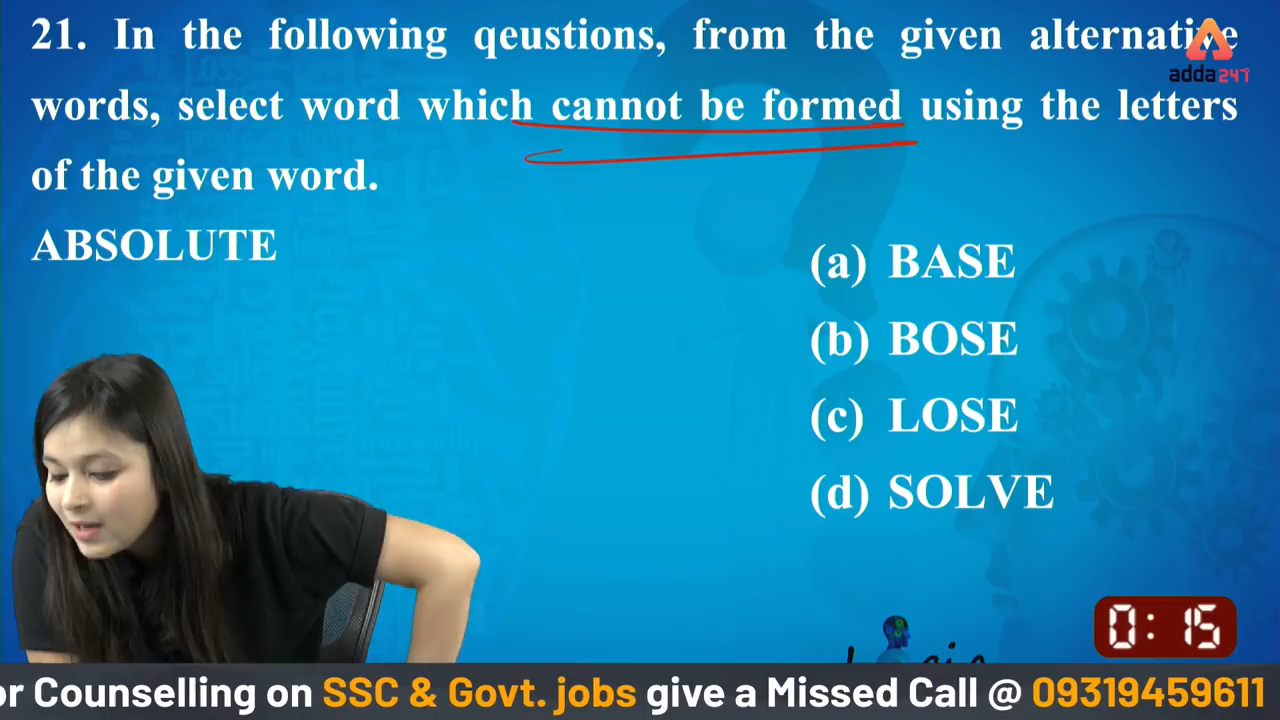 21. In the following qeustions, from the given alternative
words, select word which cannot be formed using the letters
of the given word.
ABSOLUTE
(a) BASE
(b) BOSE
(c) LOSE
(d) SOLVE
adda247
0:15
or Counselling on SSC & Govt. jobs give a Missed Call @ 09319459611